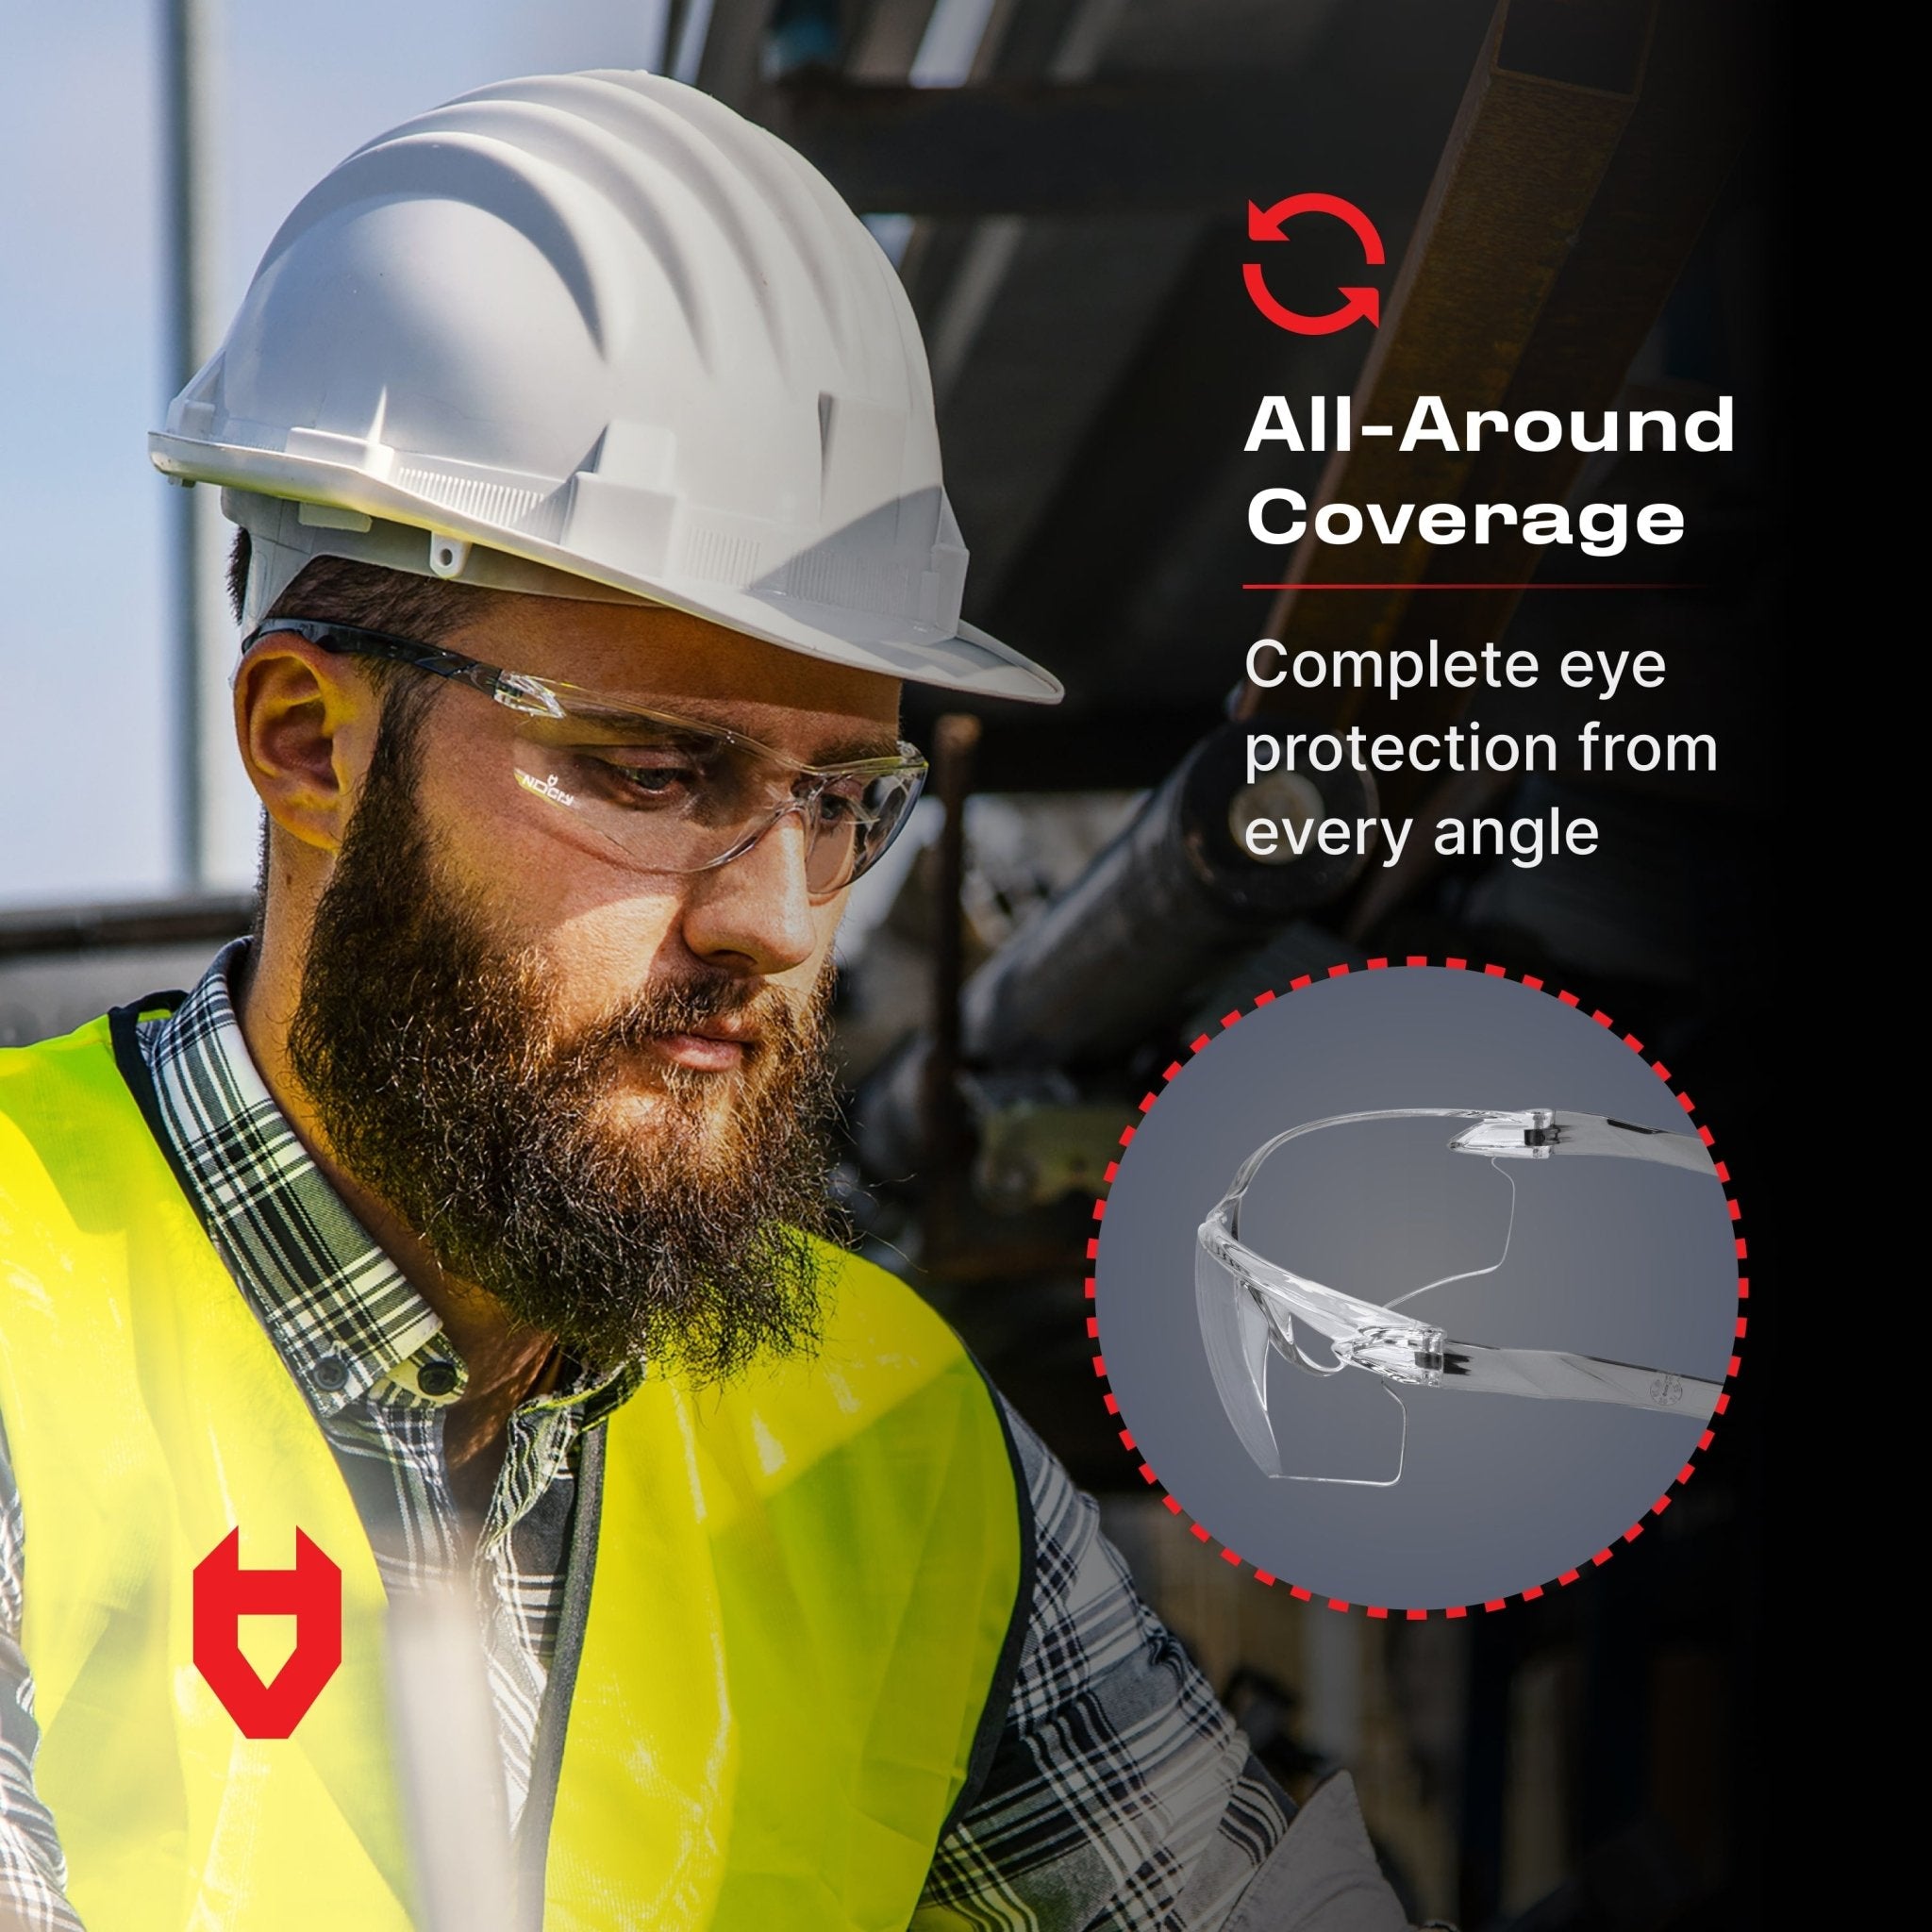 All-Around
Coverage
Complete eye
protection from
every angle
NoCry